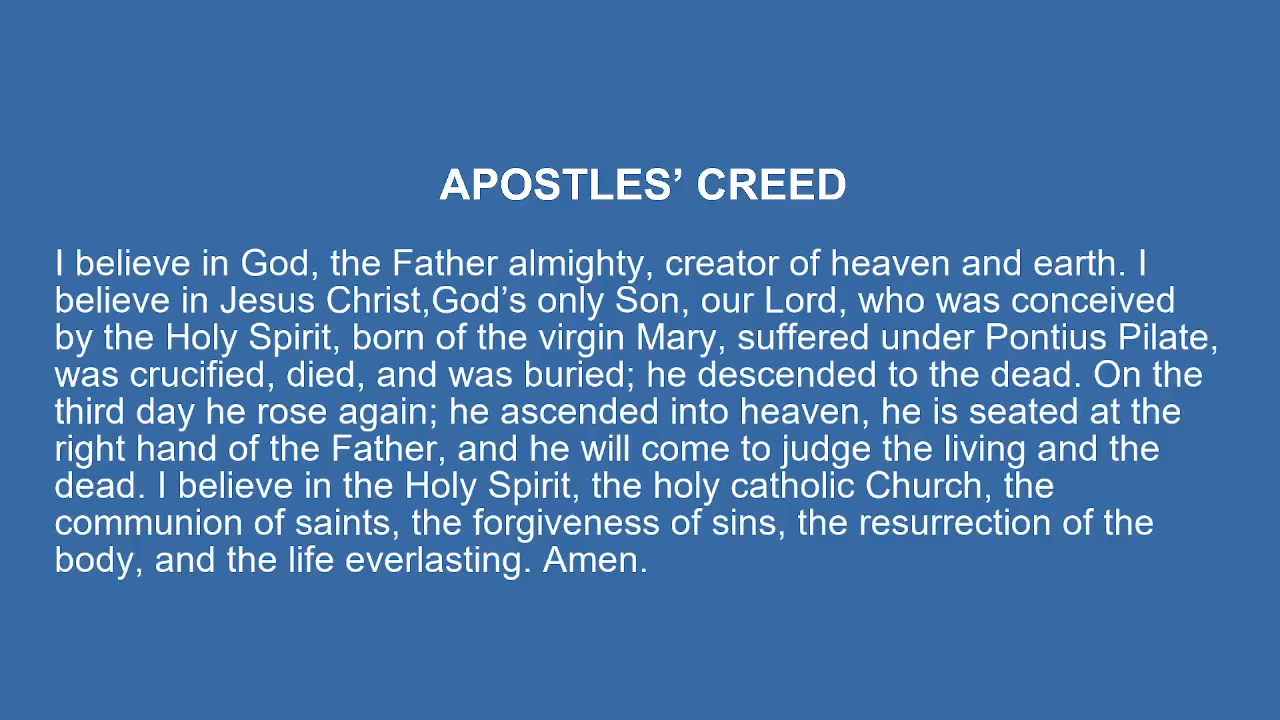 APOSTLES’ CREED
I believe in God, the Father almighty, creator of heaven and earth. I
believe in Jesus Christ,God’s only Son, our Lord, who was conceived
by the Holy Spirit, born of the virgin Mary, suffered under Pontius Pilate,
was crucified, died, and was buried; he descended to the dead. On the
third day he rose again; he ascended into heaven, he is seated at the
right hand of the Father, and he will come to judge the living and the
dead. I believe in the Holy Spirit, the holy catholic Church, the
communion of saints, the forgiveness of sins, the resurrection of the
body, and the life everlasting. Amen.